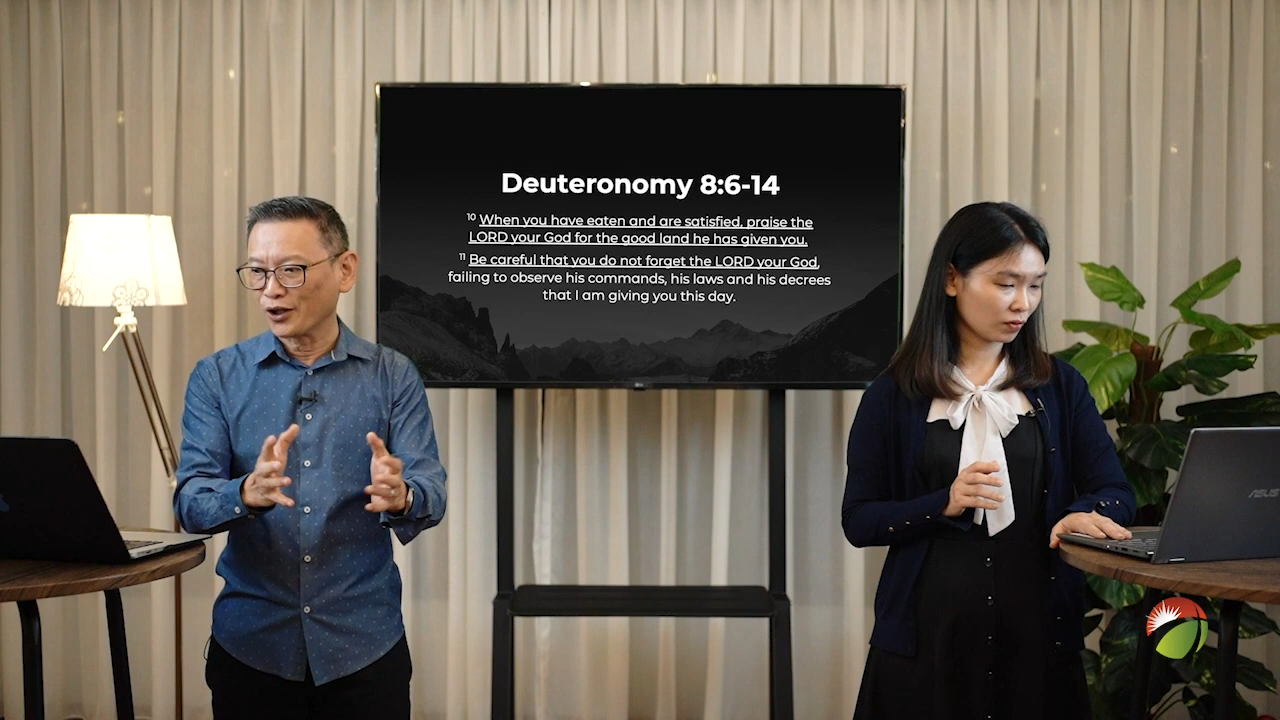 Deuteronomy 8:6-14
10 When you have eaten and are satisfied, praise the
LORD your God for the good land he has given you.
11 Be careful that you do not forget the LORD your God,
failing to observe his commands, his laws and his decrees
that I am giving you this day.
ASUS